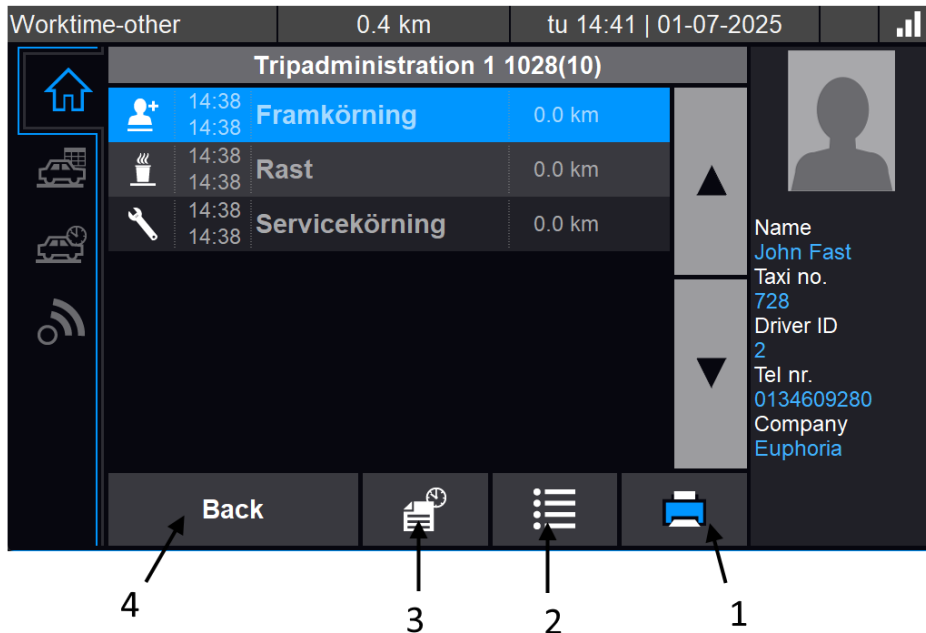 Worktime-other 0.4 km tu 14:41 | 01-07-2025
Tripadministration 1 1028(10)
14:38
14:38 Framkörning 0.0 km
14:38
14:38 Rast 0.0 km
14:38
14:38 Servicekörning 0.0 km
Name
John Fast
Taxi no.
728
Driver ID
2
Tel nr.
0134609280
Company
Euphoria
Back
4 3 2 1